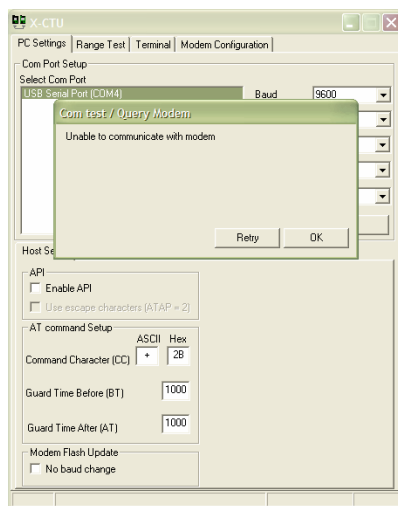 X-CTU
PC Settings Range Test Terminal Modem Configuration
Com Port Setup
Select Com Port
USB Serial Port (COM4) Baud 9600
Com test / Query Modem
Unable to communicate with modem
Retry OK
Host Se
API
Enable API
Use escape characters (ATAP = 2)
AT command Setup
ASCII Hex
Command Character (CC) + 2B
Guard Time Before (BT) 1000
Guard Time After (AT) 1000
Modem Flash Update
No baud change